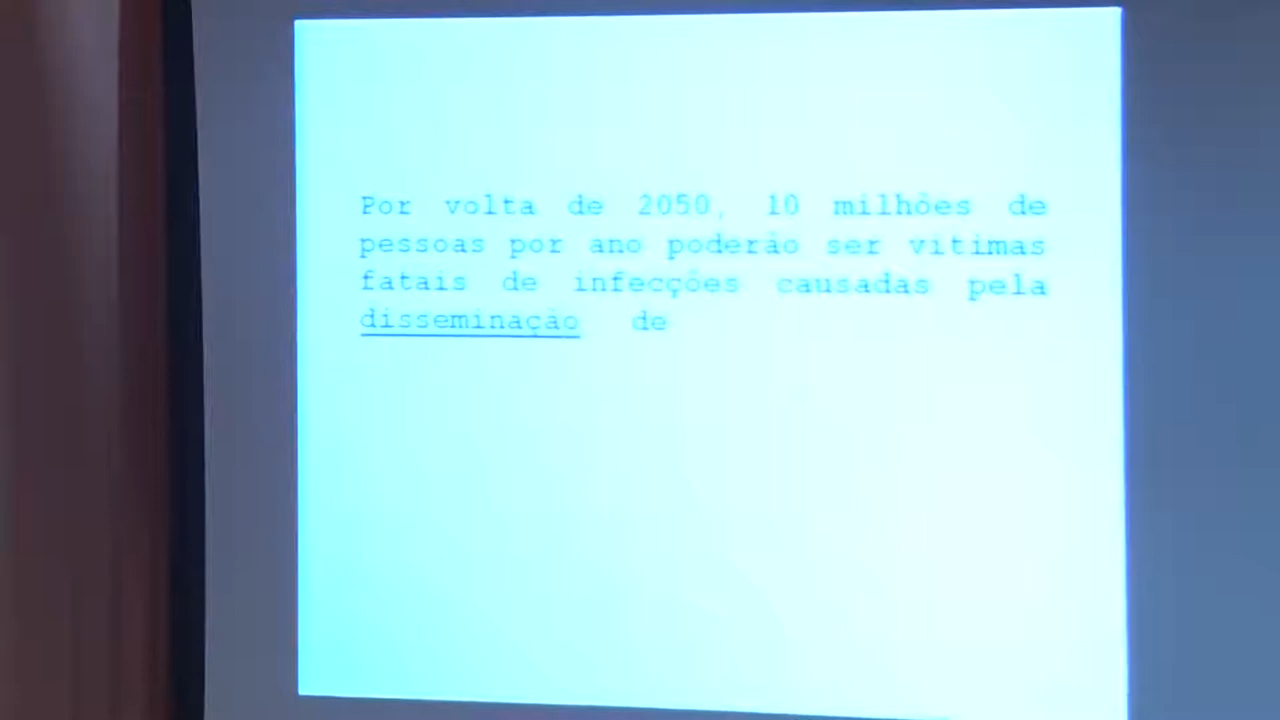 Por volta de 2050, 10 milhões de
pessoas por ano poderão ser vítimas
fatais de infecções causadas pela
disseminação de